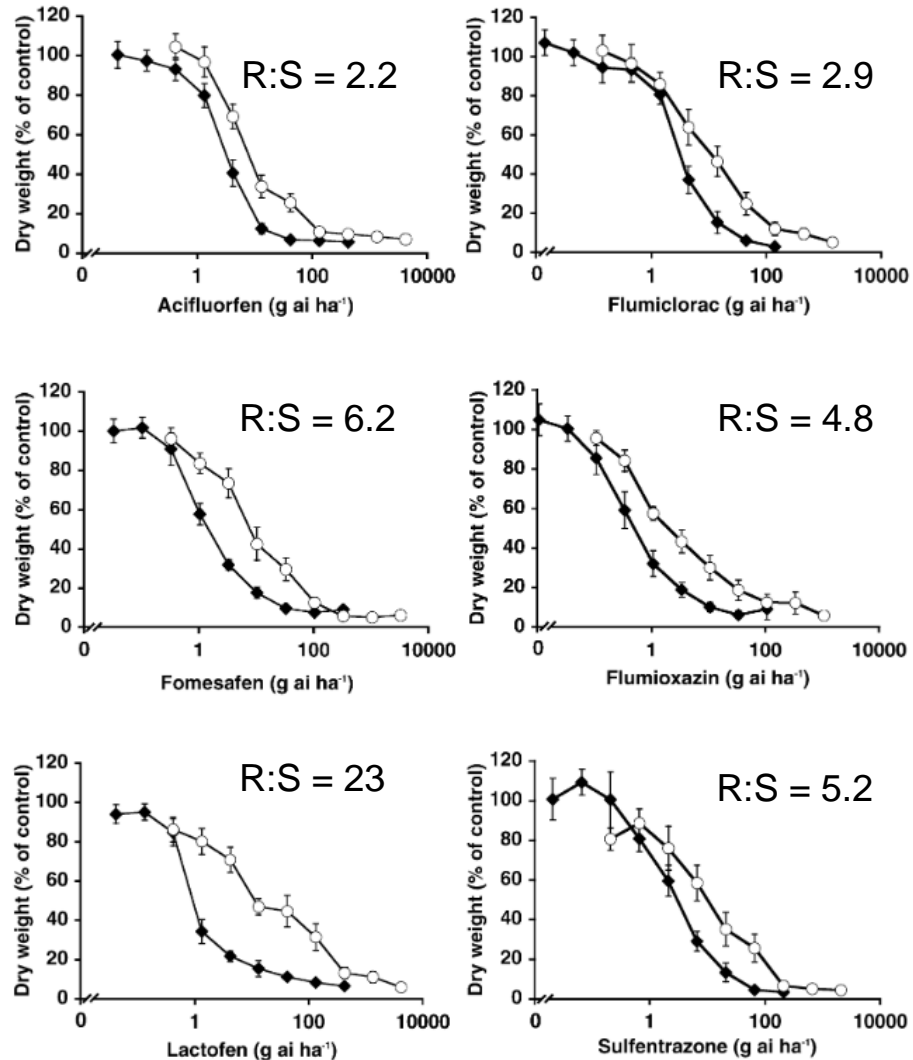 R:S = 2.2
Dry weight (% of control)
120
100
80
60
40
20
0
0 1 100 10000
Acifluorfen (g ai ha⁻¹)
R:S = 2.9
Dry weight (% of control)
120
100
80
60
40
20
0
0 1 100 10000
Flumiclorac (g ai ha⁻¹)
R:S = 6.2
Dry weight (% of control)
120
100
80
60
40
20
0
0 1 100 10000
Fomesafen (g ai ha⁻¹)
R:S = 4.8
Dry weight (% of control)
120
100
80
60
40
20
0
0 1 100 10000
Flumioxazin (g ai ha⁻¹)
R:S = 23
Dry weight (% of control)
120
100
80
60
40
20
0
0 1 100 10000
Lactofen (g ai ha⁻¹)
R:S = 5.2
Dry weight (% of control)
120
100
80
60
40
20
0
0 1 100 10000
Sulfentrazone (g ai ha⁻¹)